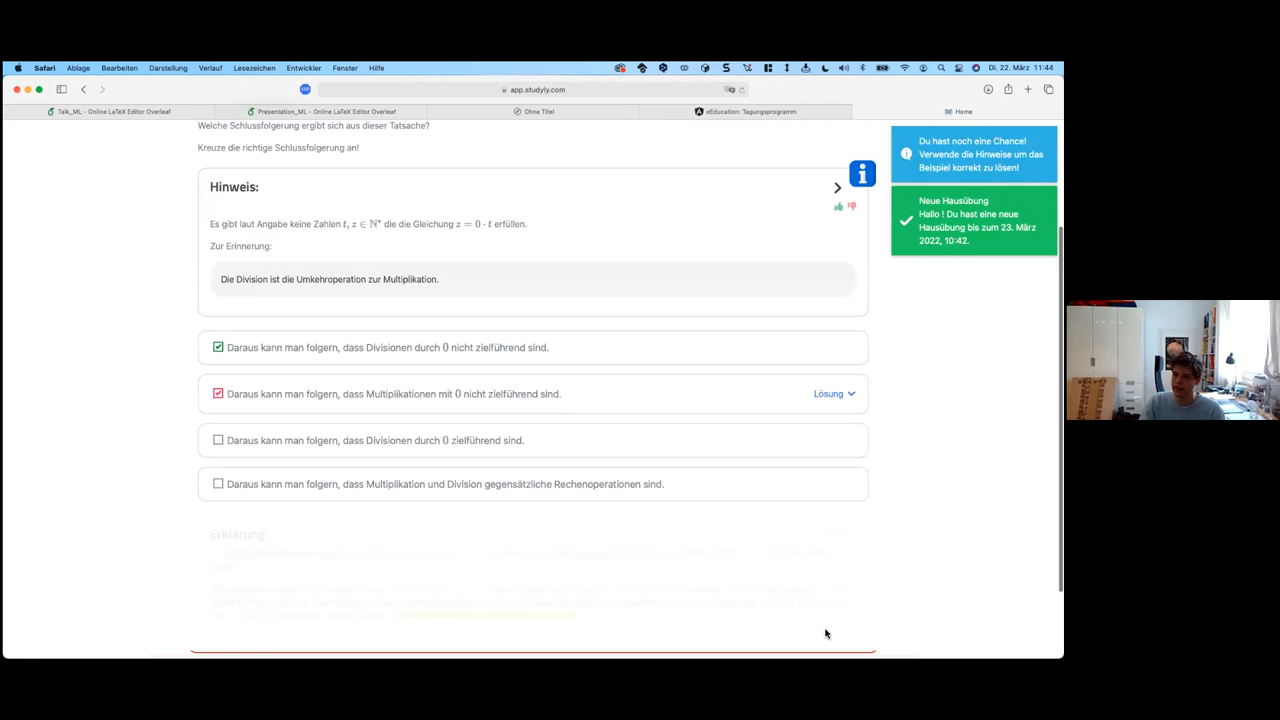 Safari Ablage Bearbeiten Darstellung Verlauf Lesezeichen Entwickler Fenster Hilfe Di. 22. März 11:44
app.studyly.com
Talk_ML - Online LaTeX Editor Overleaf Presentation_ML - Online LaTeX Editor Overleaf Ohne Titel eEducation: Tagungsprogramm Home
Welche Schlussfolgerung ergibt sich aus dieser Tatsache?
Kreuze die richtige Schlussfolgerung an!
Hinweis:
Es gibt laut Angabe keine Zahlen t, z ∈ ℕ* die die Gleichung z = 0 · t erfüllen.
Zur Erinnerung:
Die Division ist die Umkehroperation zur Multiplikation.
Daraus kann man folgern, dass Divisionen durch 0 nicht zielführend sind.
Daraus kann man folgern, dass Multiplikationen mit 0 nicht zielführend sind. Lösung
Daraus kann man folgern, dass Divisionen durch 0 zielführend sind.
Daraus kann man folgern, dass Multiplikation und Division gegensätzliche Rechenoperationen sind.
Erklärung:
Du hast noch eine Chance!
Verwende die Hinweise um das
Beispiel korrekt zu lösen!
Neue Hausübung
Hallo ! Du hast eine neue
Hausübung bis zum 23. März
2022, 10:42.